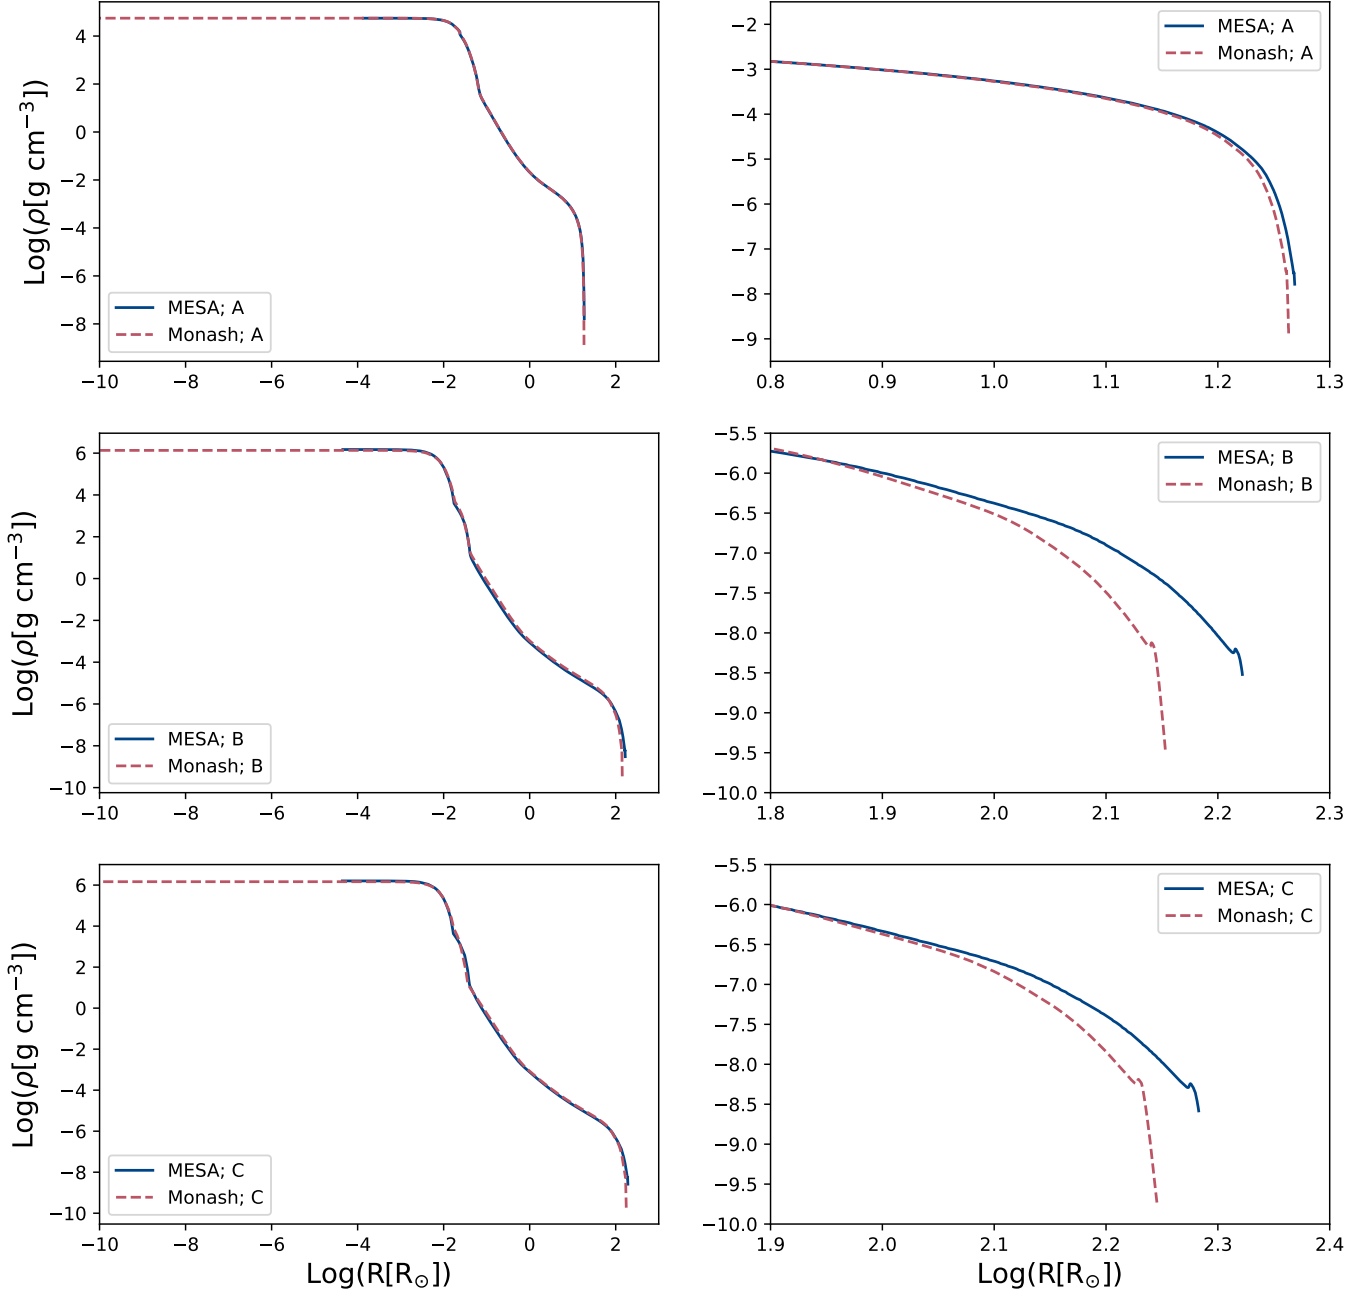 4
2
0
−2
−4
−6
−8
Log(ρ[g cm⁻³])
MESA; A
Monash; A
−10 −8 −6 −4 −2 0 2
−2
−3
−4
−5
−6
−7
−8
−9
MESA; A
Monash; A
0.8 0.9 1.0 1.1 1.2 1.3
6
4
2
0
−2
−4
−6
−8
−10
Log(ρ[g cm⁻³])
MESA; B
Monash; B
−10 −8 −6 −4 −2 0 2
−5.5
−6.0
−6.5
−7.0
−7.5
−8.0
−8.5
−9.0
−9.5
−10.0
MESA; B
Monash; B
1.8 1.9 2.0 2.1 2.2 2.3
6
4
2
0
−2
−4
−6
−8
−10
Log(ρ[g cm⁻³])
MESA; C
Monash; C
−10 −8 −6 −4 −2 0 2
Log(R[R☉])
−5.5
−6.0
−6.5
−7.0
−7.5
−8.0
−8.5
−9.0
−9.5
−10.0
MESA; C
Monash; C
1.9 2.0 2.1 2.2 2.3 2.4
Log(R[R☉])